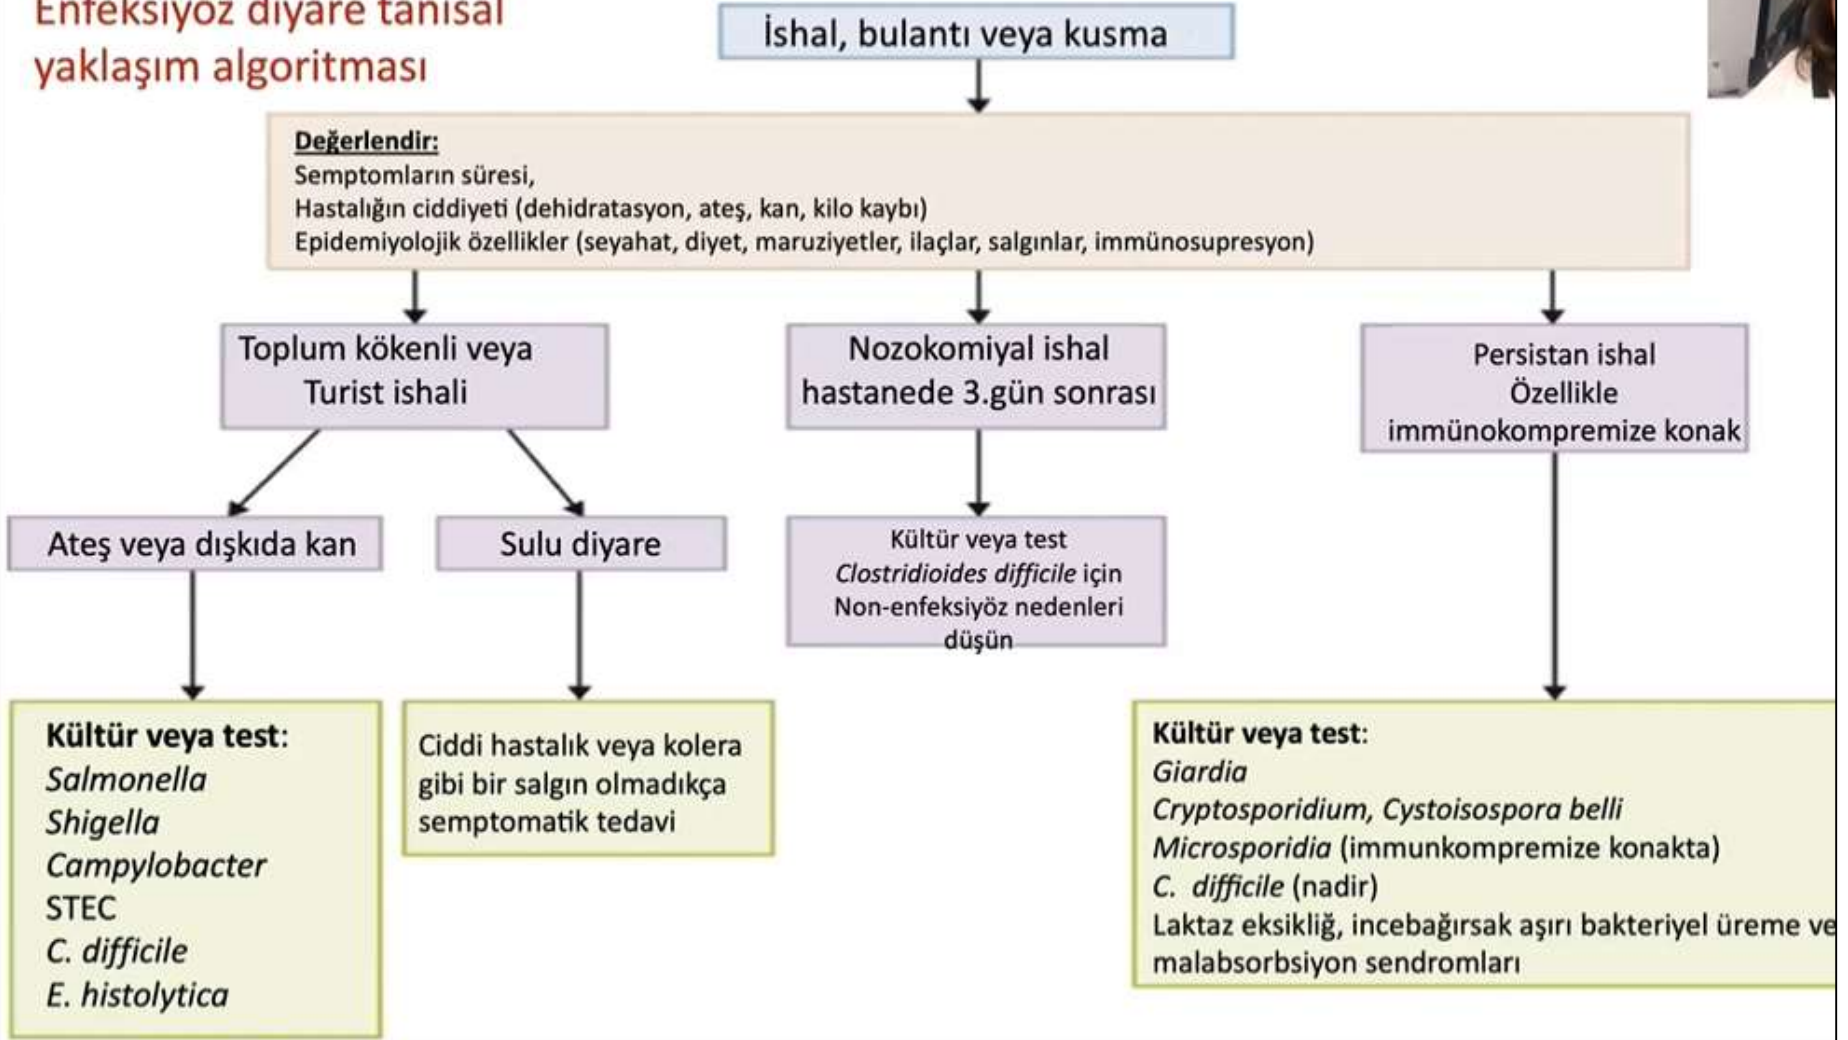 Enfeksiyöz diyare tanısal
yaklaşım algoritması
İshal, bulantı veya kusma
Değerlendir:
Semptomların süresi,
Hastalığın ciddiyeti (dehidratasyon, ateş, kan, kilo kaybı)
Epidemiyolojik özellikler (seyahat, diyet, maruziyetler, ilaçlar, salgınlar, immünosupresyon)
Toplum kökenli veya
Turist ishali
Nozokomiyal ishal
hastanede 3.gün sonrası
Persistan ishal
Özellikle
immünokompremize konak
Ateş veya dışkıda kan
Sulu diyare
Kültür veya test
Clostridioides difficile için
Non-enfeksiyöz nedenleri
düşün
Kültür veya test:
Salmonella
Shigella
Campylobacter
STEC
C. difficile
E. histolytica
Ciddi hastalık veya kolera
gibi bir salgın olmadıkça
semptomatik tedavi
Kültür veya test:
Giardia
Cryptosporidium, Cystoisospora belli
Microsporidia (immunkompremize konakta)
C. difficile (nadir)
Laktaz eksikliğ, incebağırsak aşırı bakteriyel üreme ve
malabsorbsiyon sendromları